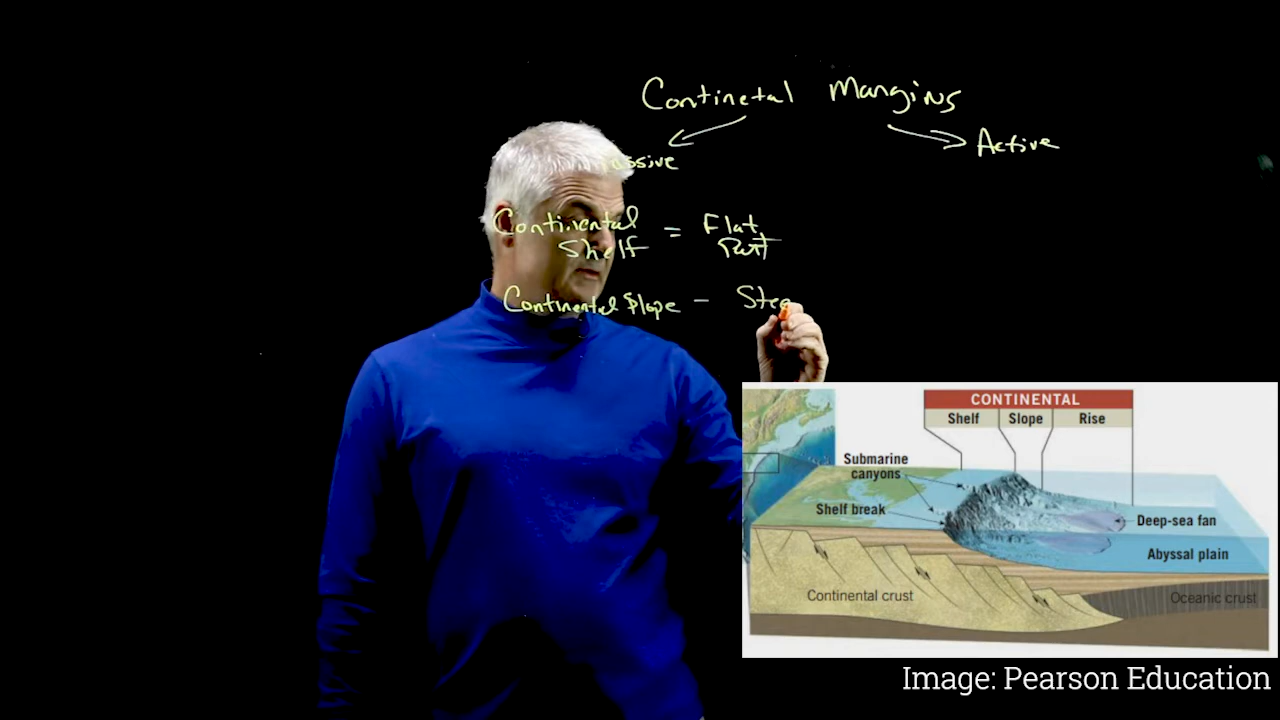 Continetal Margins
Active
Continental = Flat
Shelf Part
Continental Slope - Stee
CONTINENTAL
Shelf Slope Rise
Submarine
canyons
Shelf break
Deep-sea fan
Abyssal plain
Continental crust
Oceanic crust
Image: Pearson Education